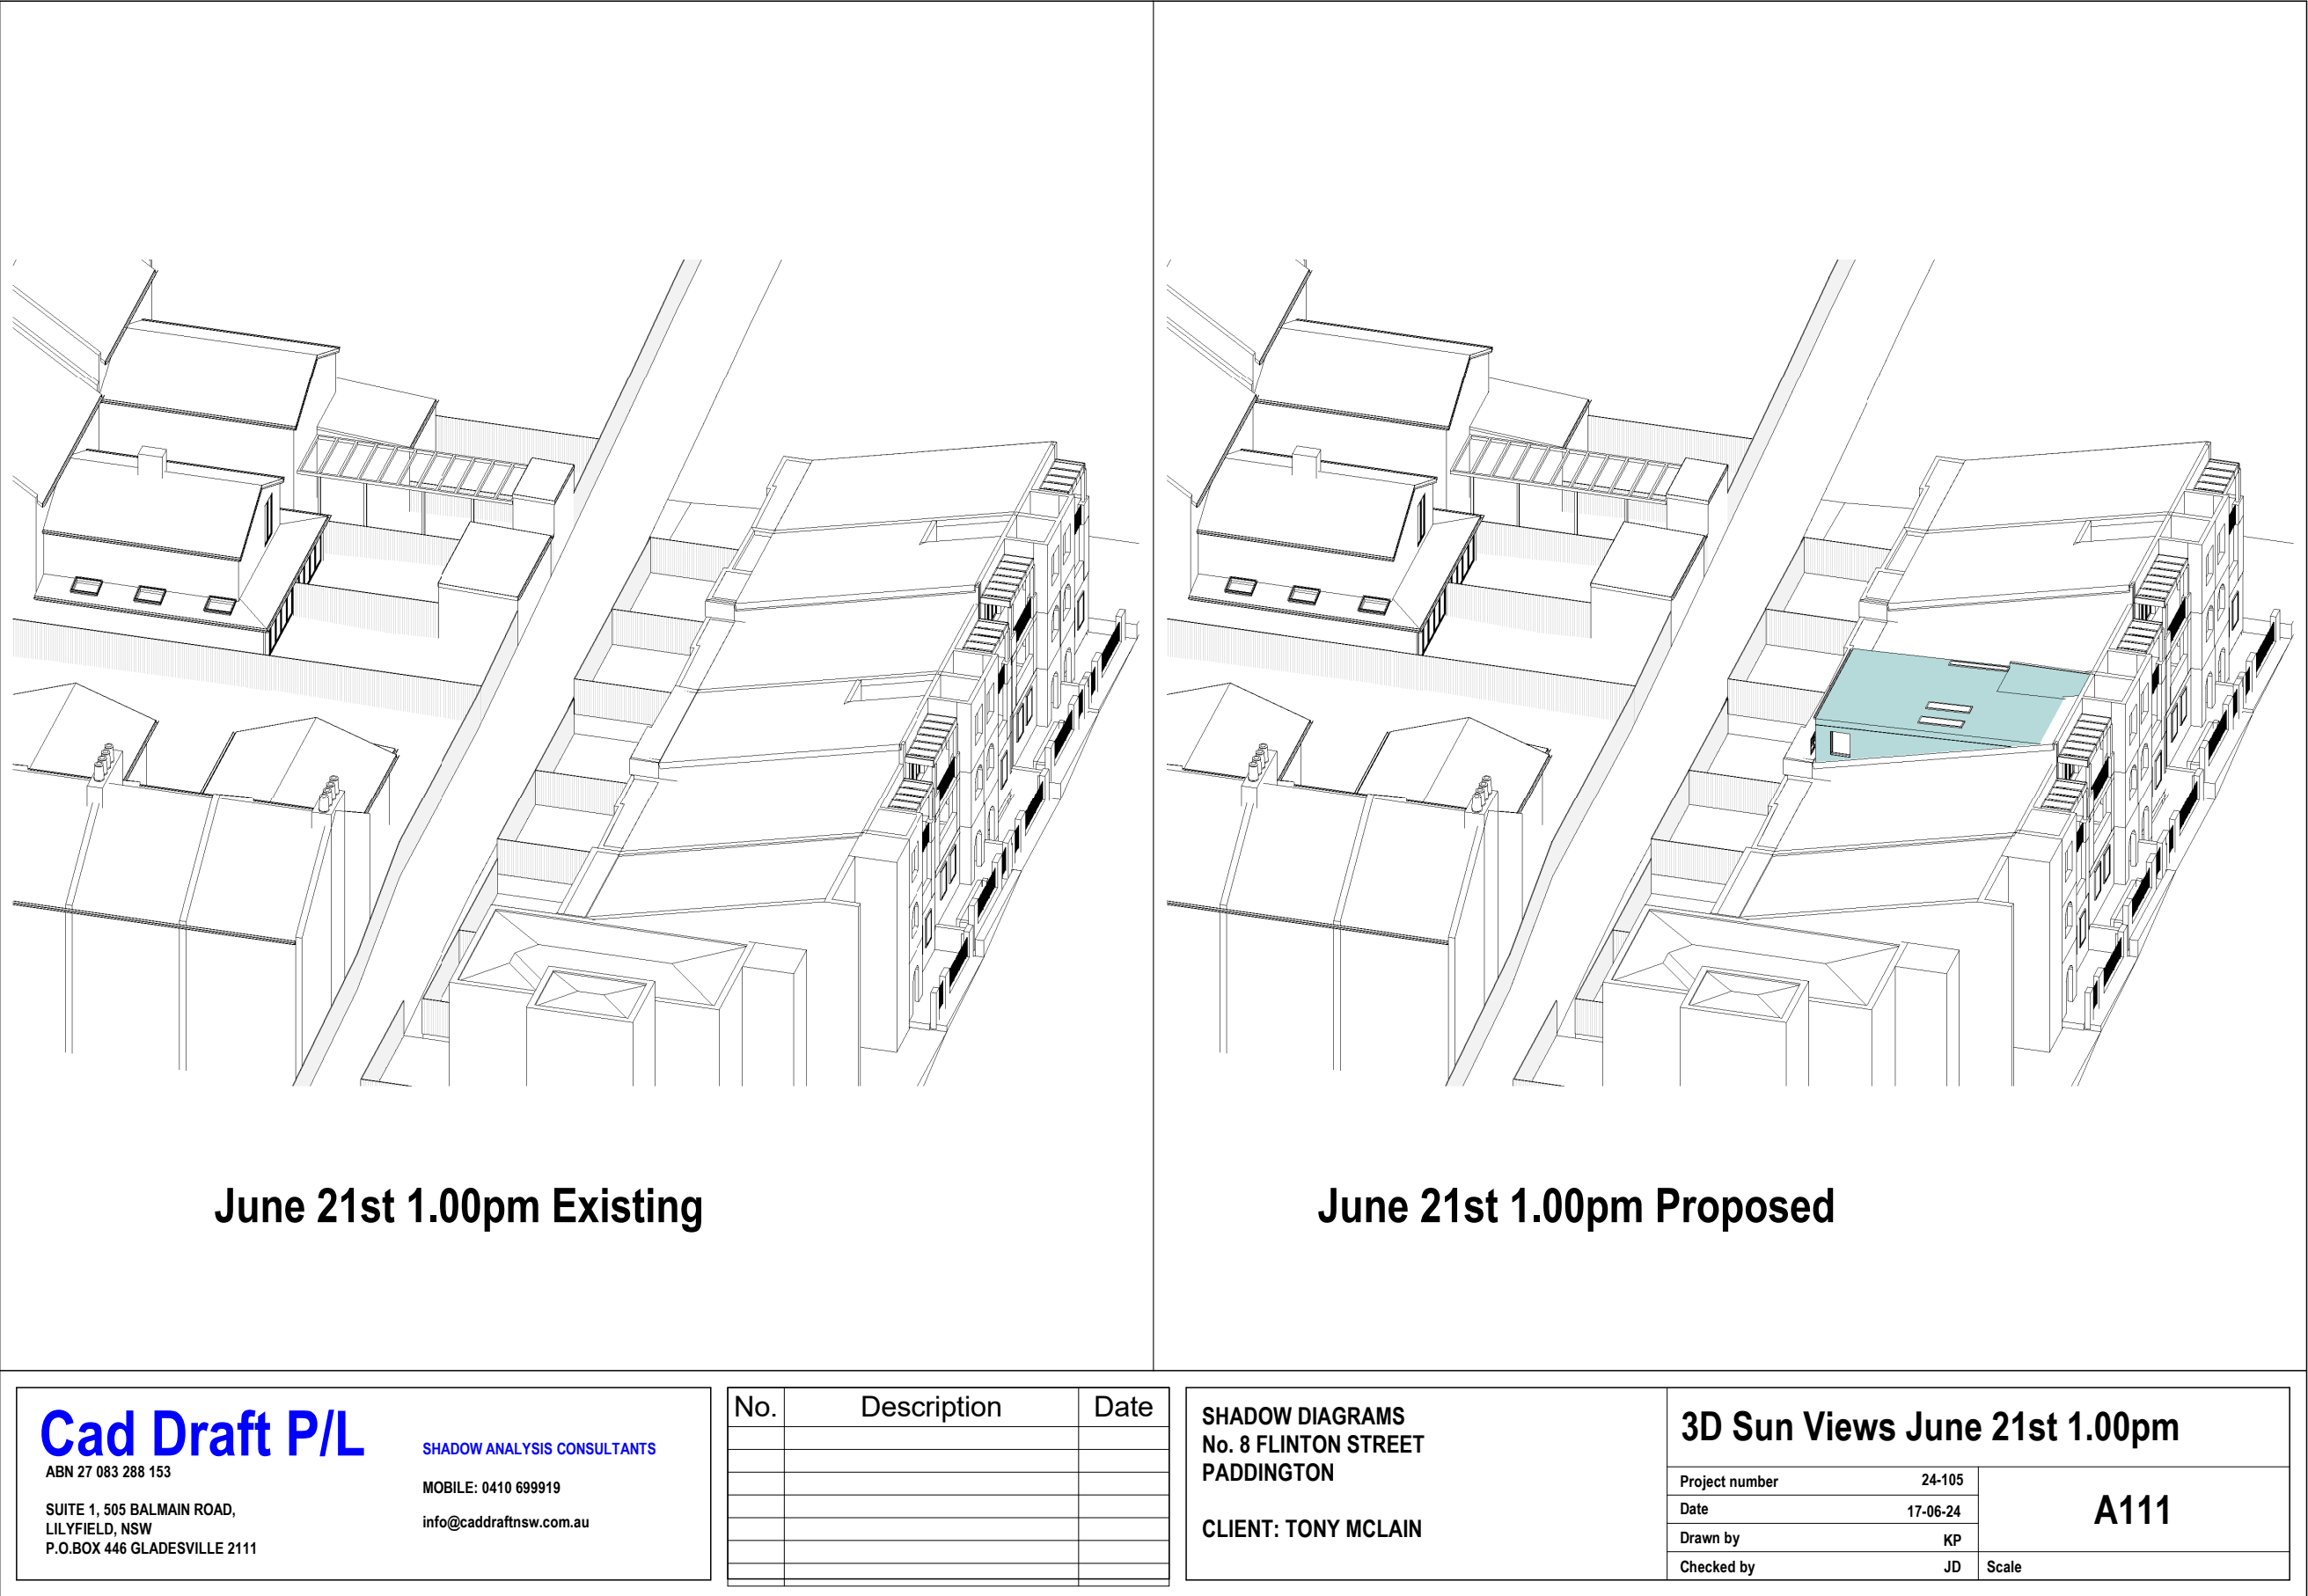 June 21st 1.00pm Existing
June 21st 1.00pm Proposed
Cad Draft P/L
ABN 27 083 288 153
SUITE 1, 505 BALMAIN ROAD,
LILYFIELD, NSW
P.O.BOX 446 GLADESVILLE 2111
SHADOW ANALYSIS CONSULTANTS
MOBILE: 0410 699919
info@caddraftnsw.com.au
No. Description Date
SHADOW DIAGRAMS
No. 8 FLINTON STREET
PADDINGTON
CLIENT: TONY MCLAIN
3D Sun Views June 21st 1.00pm
Project number 24-105
Date 17-06-24
Drawn by KP
Checked by JD
A111
Scale